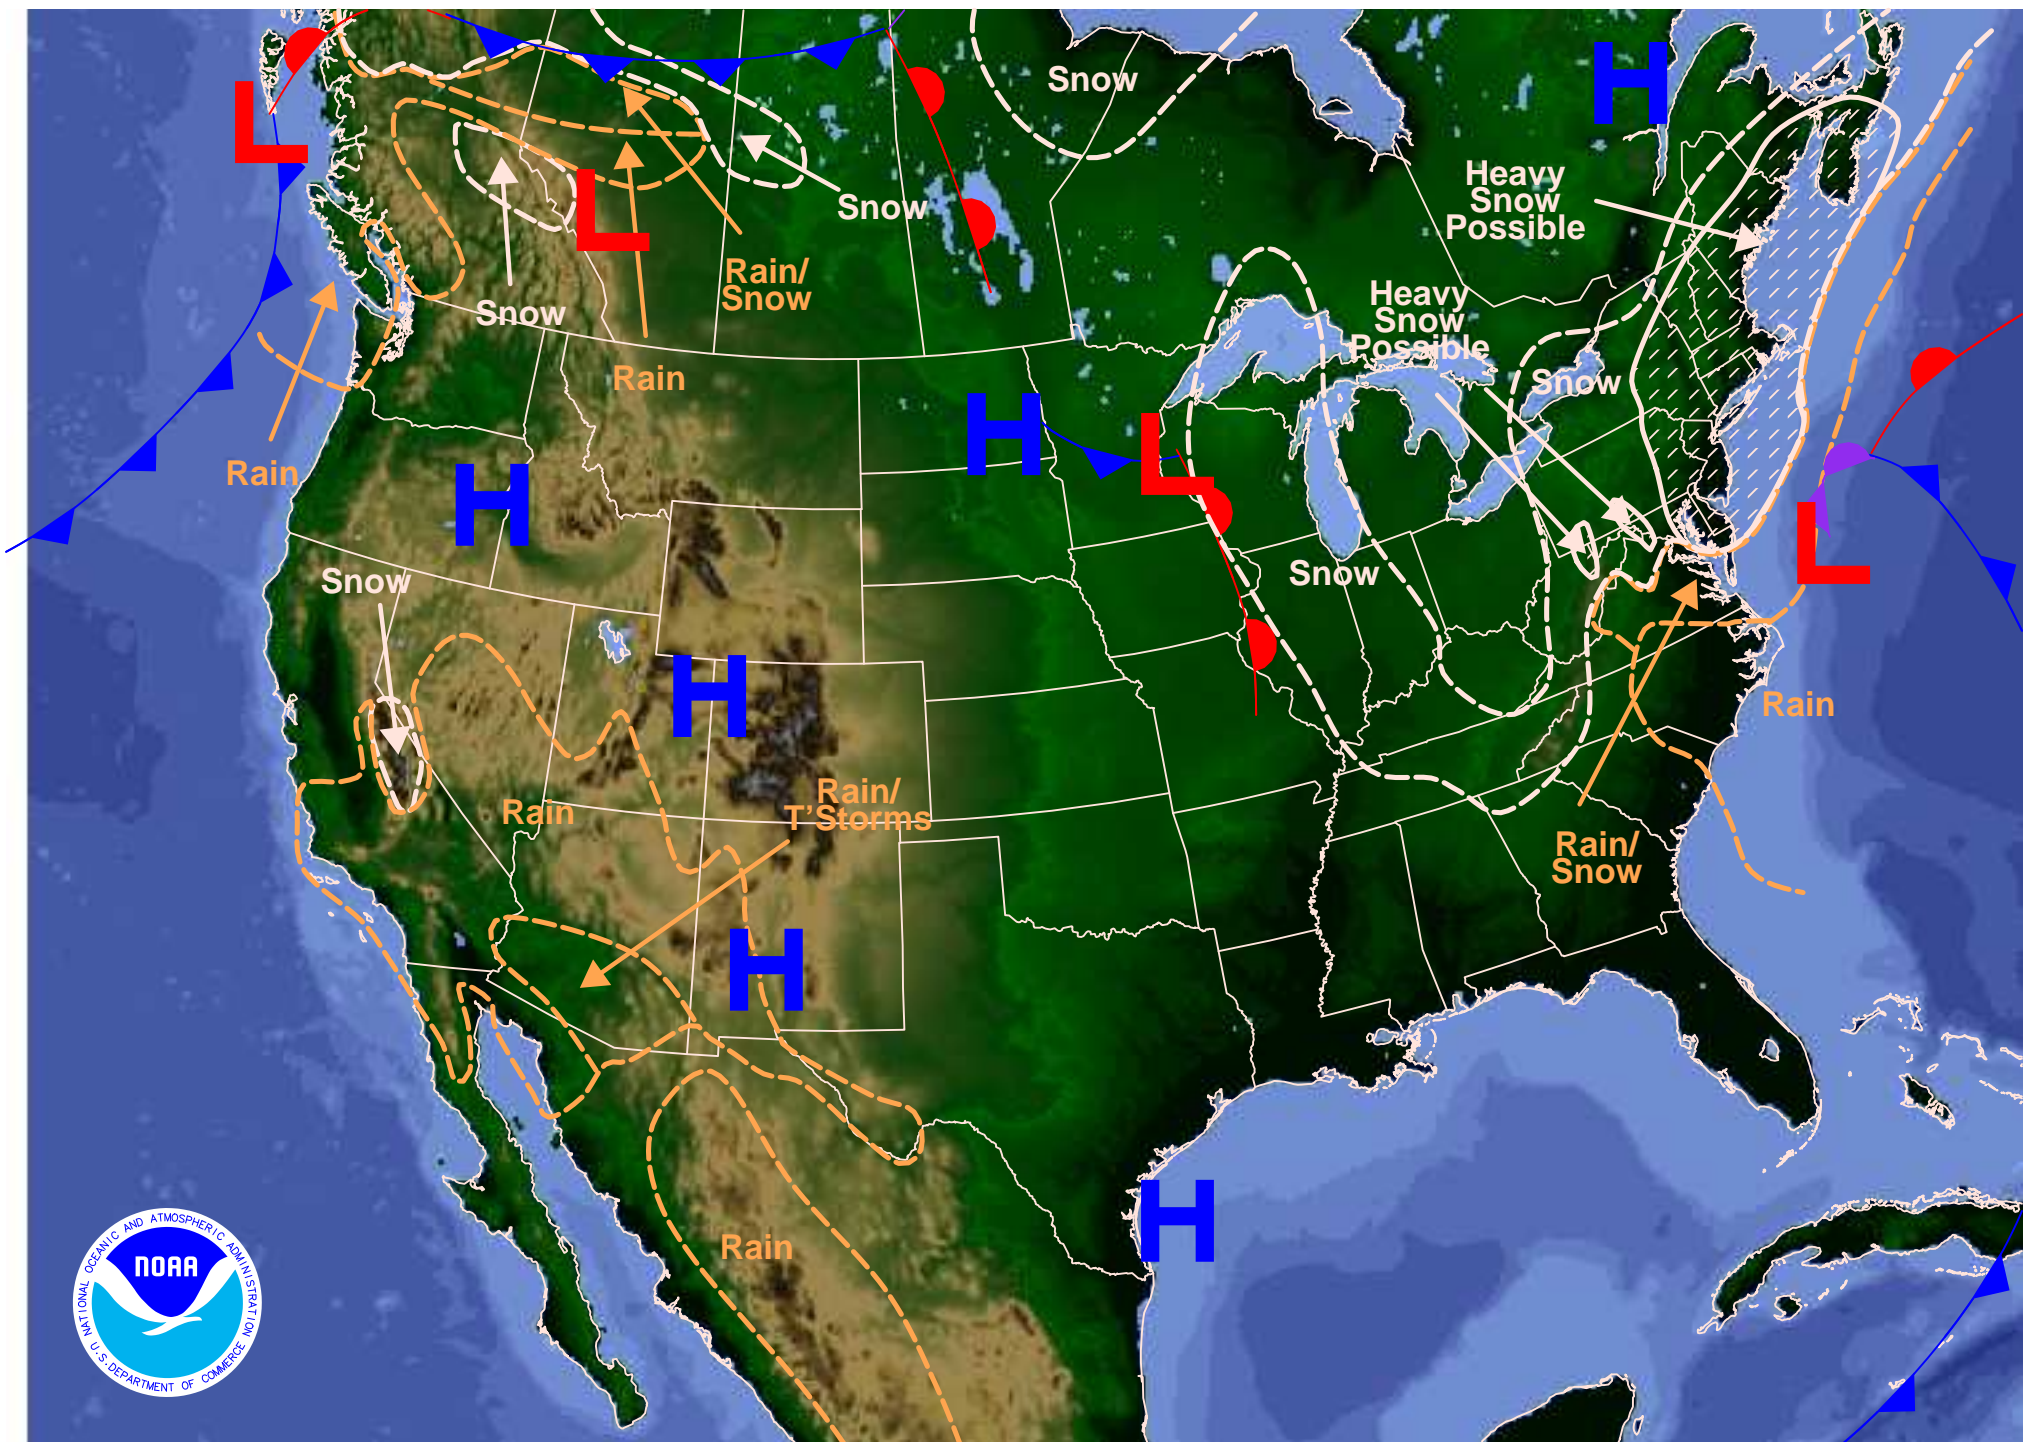 L
Snow
H
Heavy
Snow
Possible
Snow
L
Rain/
Snow
Snow
Heavy
Snow
Possible
Rain
Snow
H
L
Rain
H
L
Snow
Snow
H
Rain
Rain
Rain/
T'Storms
Rain/
Snow
H
H
Rain
NATIONAL OCEANIC AND ATMOSPHERIC ADMINISTRATION
NOAA
U.S. DEPARTMENT OF COMMERCE